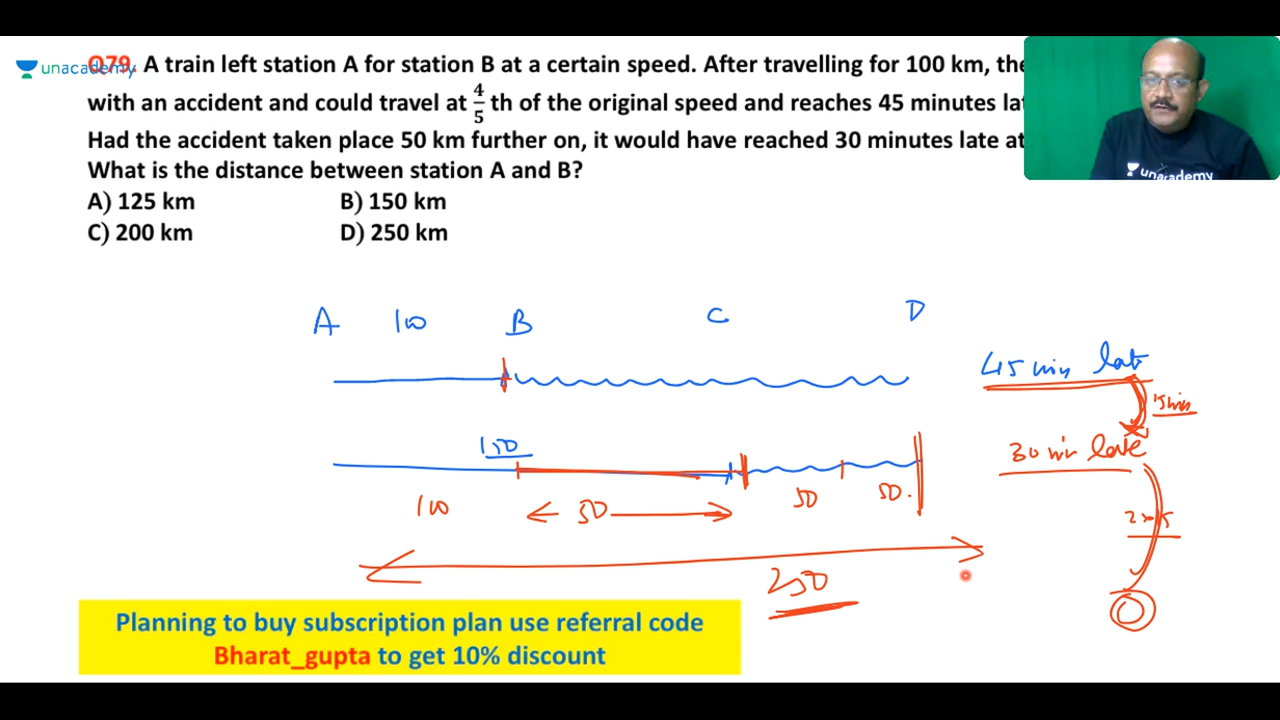 unacademy
Q79. A train left station A for station B at a certain speed. After travelling for 100 km, the
with an accident and could travel at 4/5 th of the original speed and reaches 45 minutes la
Had the accident taken place 50 km further on, it would have reached 30 minutes late at
What is the distance between station A and B?
A) 125 km B) 150 km
C) 200 km D) 250 km
unacademy
A 100 B C D
45 min late
15min
150
30 min late
100 50 50 50.
2x15
250
0
Planning to buy subscription plan use referral code
Bharat_gupta to get 10% discount